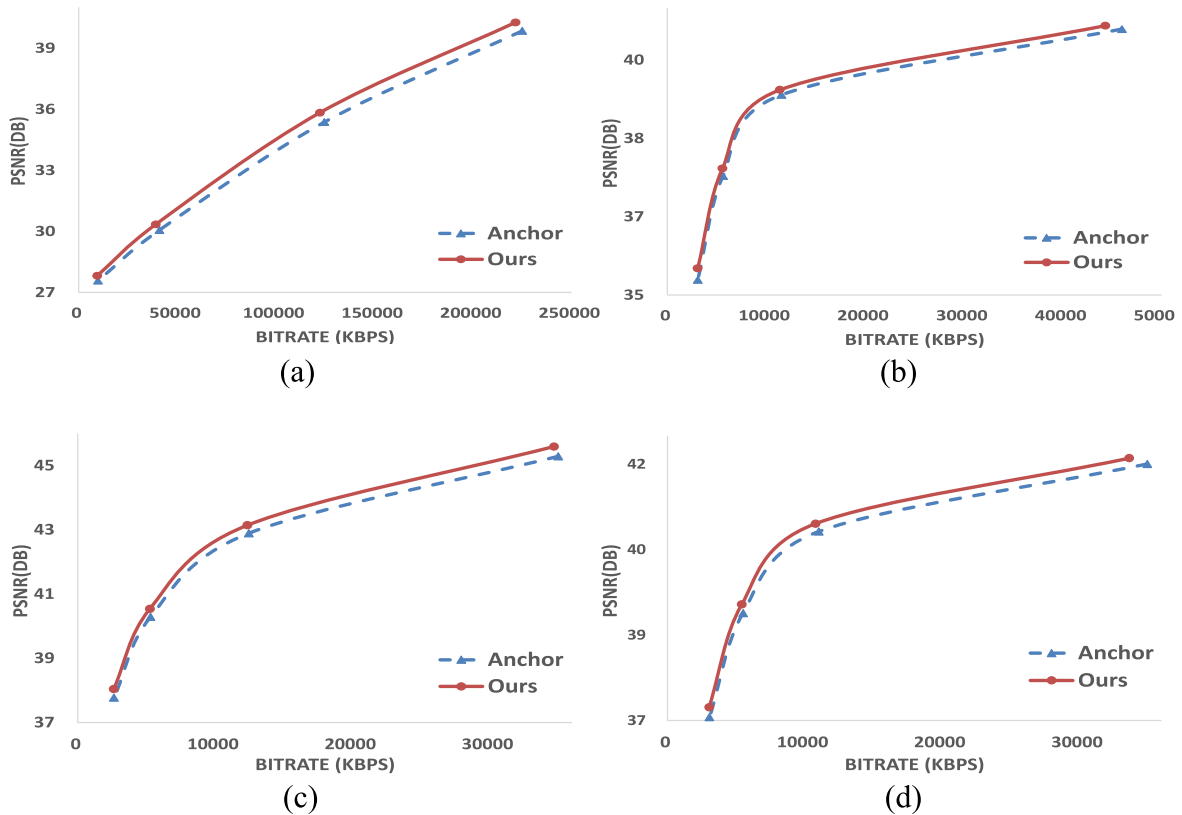 39
36
33
30
27
PSNR(DB)
Anchor
Ours
0 50000 100000 150000 200000 250000
BITRATE (KBPS)
(a)
40
38
37
35
PSNR(DB)
Anchor
Ours
0 10000 20000 30000 40000 5000
BITRATE (KBPS)
(b)
45
43
41
39
37
PSNR(DB)
Anchor
Ours
0 10000 20000 30000
BITRATE (KBPS)
(c)
42
40
39
37
PSNR(DB)
Anchor
Ours
0 10000 20000 30000
BITRATE (KBPS)
(d)